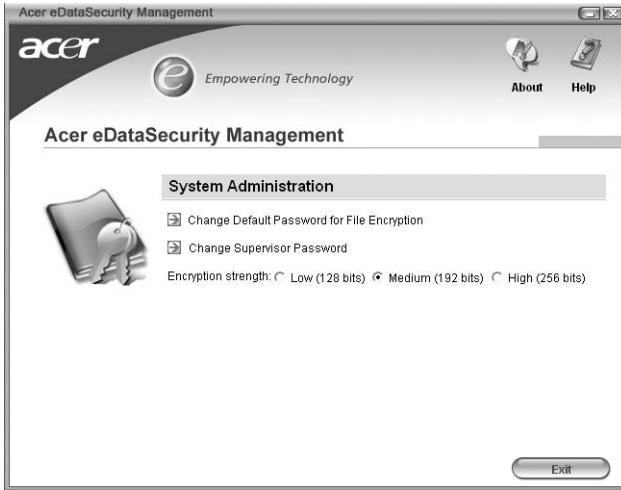 Acer eDataSecurity Management
acer
e Empowering Technology
About Help
Acer eDataSecurity Management
System Administration
Change Default Password for File Encryption
Change Supervisor Password
Encryption strength: Low (128 bits) Medium (192 bits) High (256 bits)
Exit